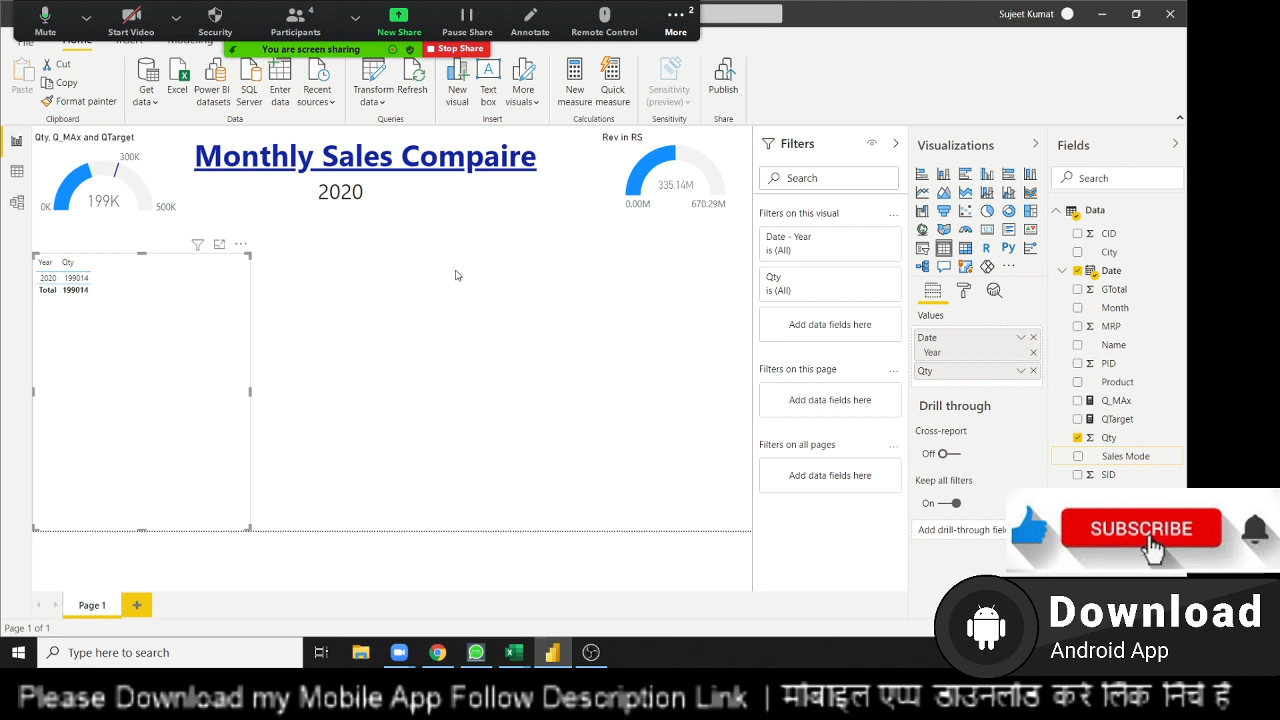 Mute
Start Video
Security
Participants
4
New Share
Pause Share
Annotate
Remote Control
More
2
Sujeet Kumat
You are screen sharing
Stop Share
Paste
Cut
Copy
Format painter
Clipboard
Get data
Excel
Power BI datasets
SQL Server
Enter data
Recent sources
Data
Transform data
Refresh
Queries
New visual
Text box
More visuals
Insert
New measure
Quick measure
Calculations
Sensitivity (preview)
Sensitivity
Publish
Share
Qty, Q_MAx and QTarget
300K
199K
0K
500K
Monthly Sales Compaire
2020
Rev in RS
335.14M
0.00M
670.29M
Year Qty
2020 199014
Total 199014
Filters
Search
Filters on this visual
...
Date - Year
is (All)
Qty
is (All)
Add data fields here
Filters on this page
...
Add data fields here
Filters on all pages
...
Add data fields here
Visualizations
R
Py
...
Values
Date
Year
Qty
Drill through
Cross-report
Off
Keep all filters
On
Fields
Search
Data
Σ CID
City
Date
Σ GTotal
Month
Σ MRP
Name
Σ PID
Product
Q_MAx
QTarget
Σ Qty
Sales Mode
Σ SID
SUBSCRIBE
Download
Android App
Page 1
Page 1 of 1
Type here to search
Please Download my Mobile App Follow Description Link | मोबाइल एप्प डाउनलोड करे लिंक निचे है